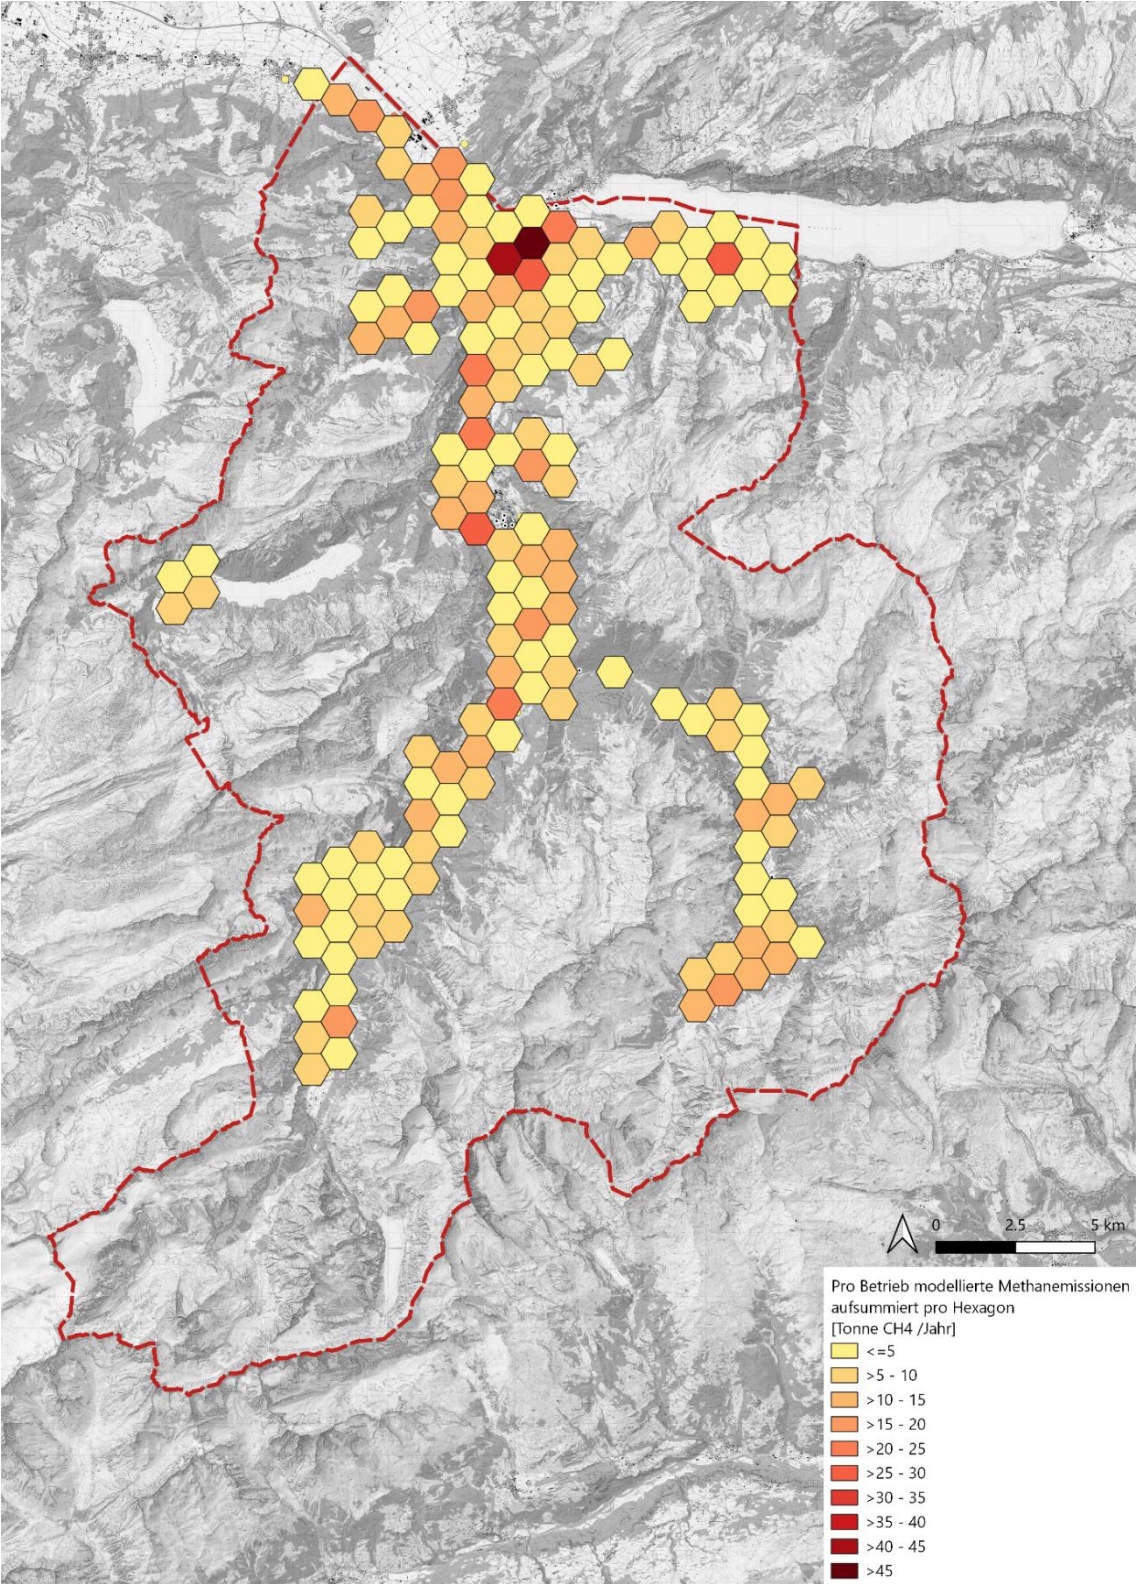 0 2.5 5 km
Pro Betrieb modellierte Methanemissionen
aufsummiert pro Hexagon
[Tonne CH4 /Jahr]
<=5
>5 - 10
>10 - 15
>15 - 20
>20 - 25
>25 - 30
>30 - 35
>35 - 40
>40 - 45
>45